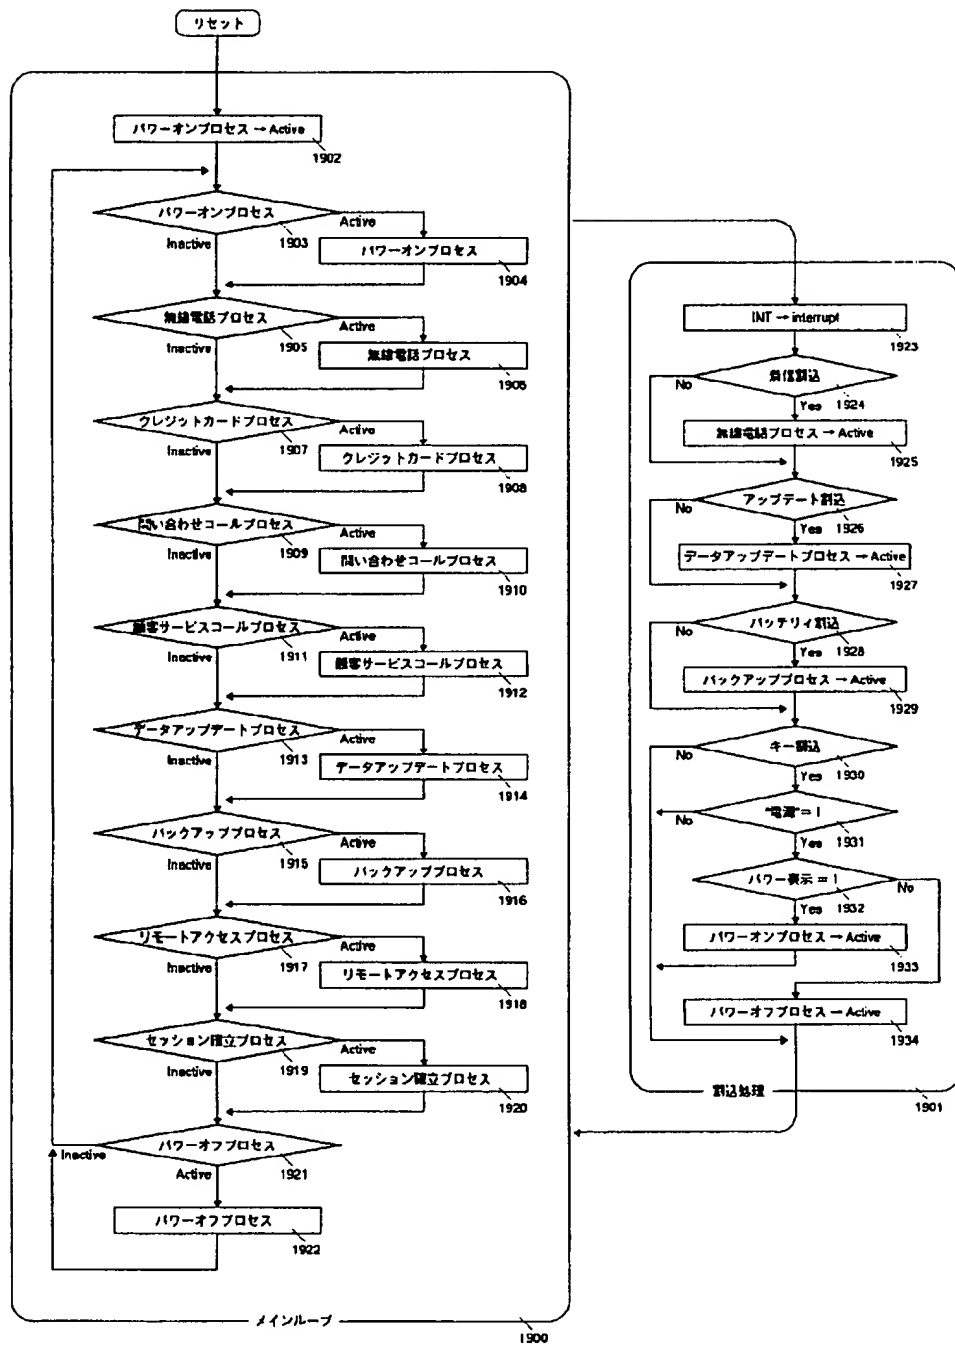 リセット
パワーオンプロセス → Active
1902
パワーオンプロセス
Active
1903
Inactive
パワーオンプロセス
1904
無線電話プロセス
Active
1905
Inactive
無線電話プロセス
1906
クレジットカードプロセス
Active
1907
Inactive
クレジットカードプロセス
1908
問い合わせコールプロセス
Active
1909
Inactive
問い合わせコールプロセス
1910
顧客サービスコールプロセス
Active
1911
Inactive
顧客サービスコールプロセス
1912
データアップデートプロセス
Active
1913
Inactive
データアップデートプロセス
1914
バックアッププロセス
Active
1915
Inactive
バックアッププロセス
1916
リモートアクセスプロセス
Active
1917
Inactive
リモートアクセスプロセス
1918
セッション確立プロセス
Active
1919
Inactive
セッション確立プロセス
1920
パワーオフプロセス
Inactive
1921
Active
パワーオフプロセス
1922
メインループ
1900
INT → interrupt
1923
着信割込
No
1924
Yes
無線電話プロセス → Active
1925
アップデート割込
No
1926
Yes
データアップデートプロセス → Active
1927
バッテリィ割込
No
1928
Yes
バックアッププロセス → Active
1929
キー割込
No
1930
Yes
"電源" = 1
No
1931
Yes
パワー表示 = 1
No
1932
Yes
パワーオンプロセス → Active
1933
パワーオフプロセス → Active
1934
割込処理
1901